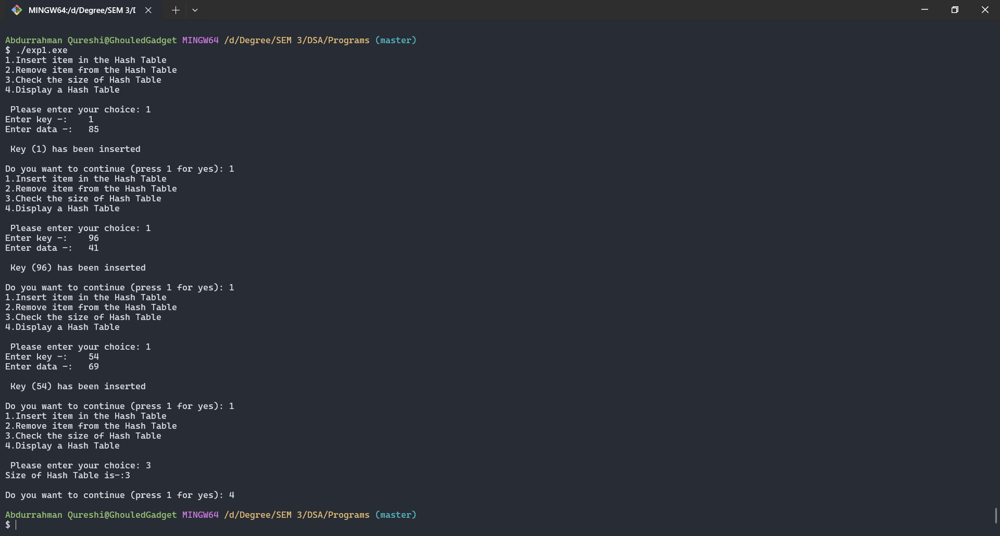 MINGW64:/d/Degree/SEM 3/D
Abdurrahman Qureshi@GhouledGadget MINGW64 /d/Degree/SEM 3/DSA/Programs (master)
$ ./exp1.exe
1.Insert item in the Hash Table
2.Remove item from the Hash Table
3.Check the size of Hash Table
4.Display a Hash Table
Please enter your choice: 1
Enter key -:    1
Enter data -:   85
Key (1) has been inserted
Do you want to continue (press 1 for yes): 1
1.Insert item in the Hash Table
2.Remove item from the Hash Table
3.Check the size of Hash Table
4.Display a Hash Table
Please enter your choice: 1
Enter key -:    96
Enter data -:   41
Key (96) has been inserted
Do you want to continue (press 1 for yes): 1
1.Insert item in the Hash Table
2.Remove item from the Hash Table
3.Check the size of Hash Table
4.Display a Hash Table
Please enter your choice: 1
Enter key -:    54
Enter data -:   69
Key (54) has been inserted
Do you want to continue (press 1 for yes): 1
1.Insert item in the Hash Table
2.Remove item from the Hash Table
3.Check the size of Hash Table
4.Display a Hash Table
Please enter your choice: 3
Size of Hash Table is-:3
Do you want to continue (press 1 for yes): 4
Abdurrahman Qureshi@GhouledGadget MINGW64 /d/Degree/SEM 3/DSA/Programs (master)
$